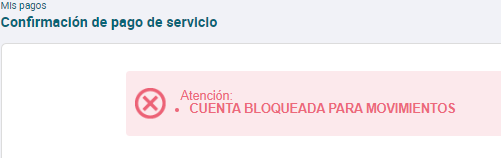 Mis pagos
Confirmación de pago de servicio
Atención:
• CUENTA BLOQUEADA PARA MOVIMIENTOS